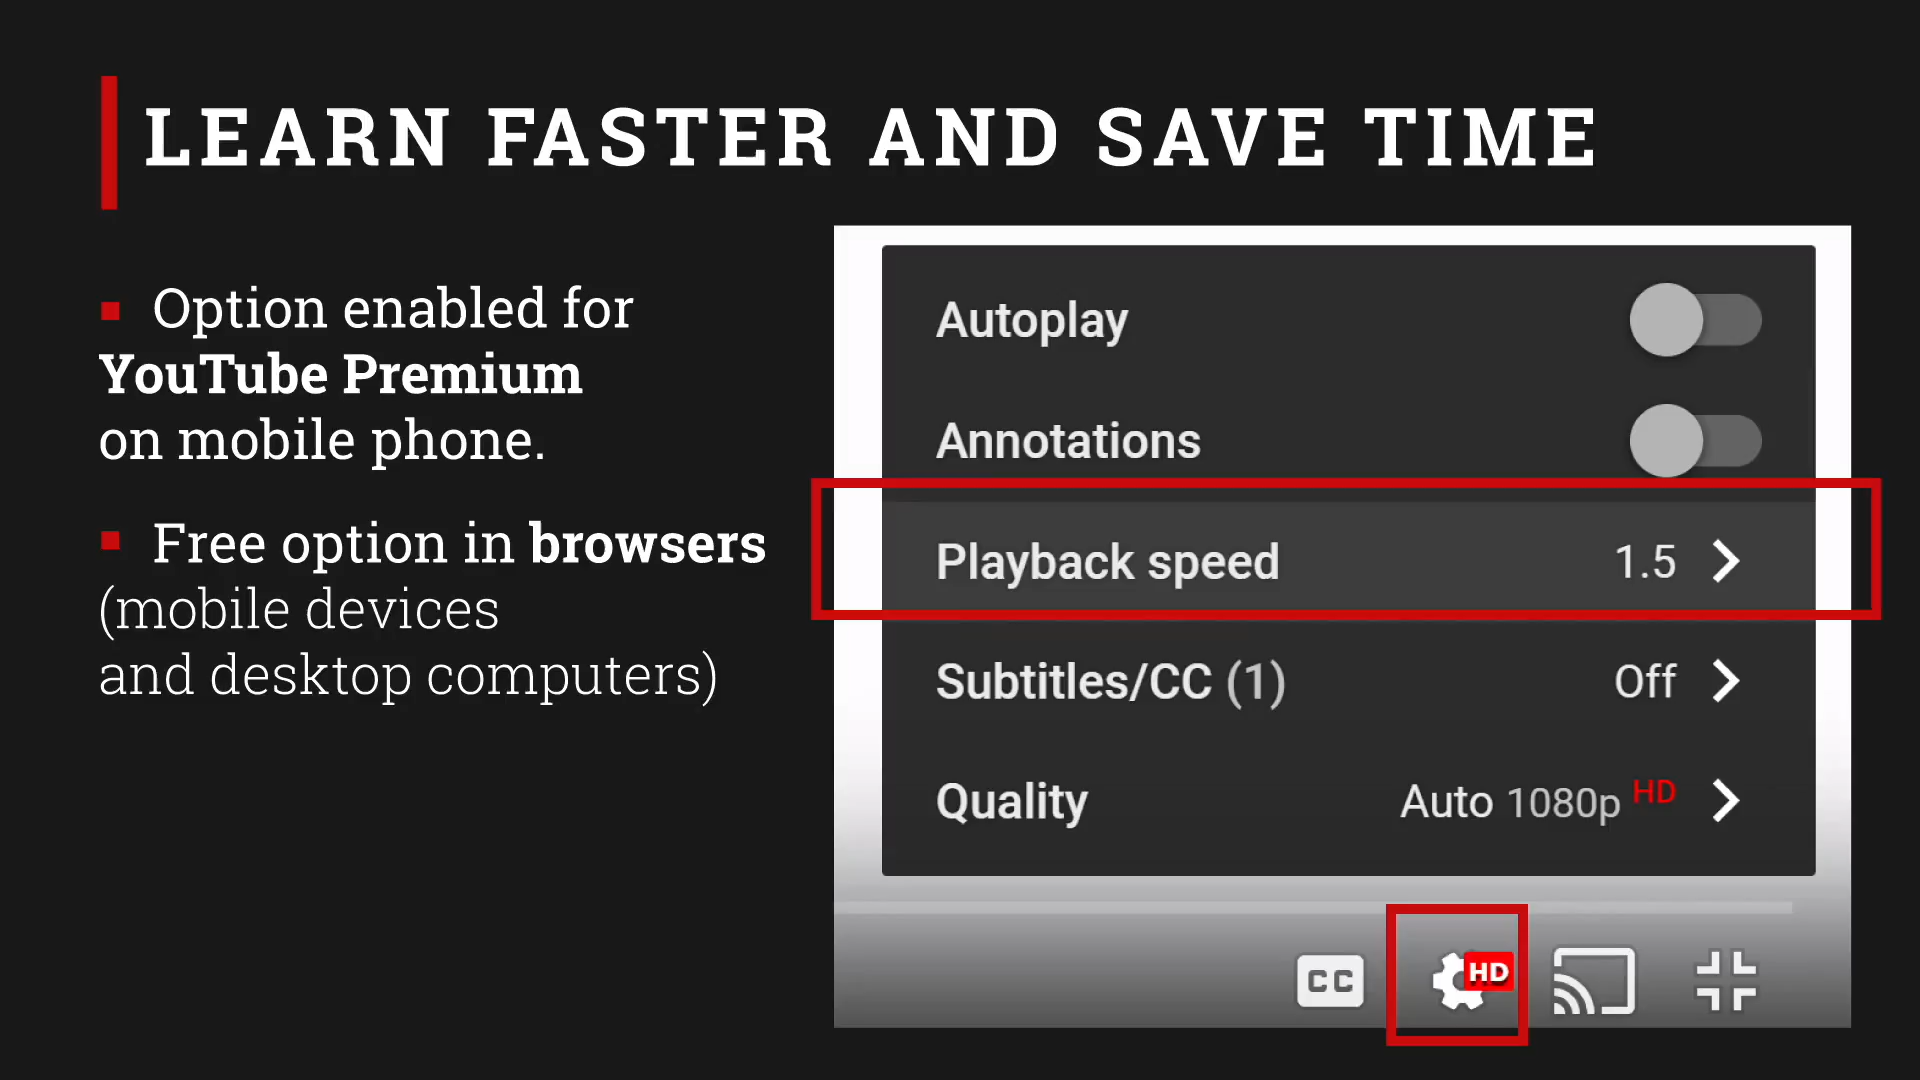 LEARN FASTER AND SAVE TIME
Option enabled for
YouTube Premium
on mobile phone.
Free option in browsers
(mobile devices
and desktop computers)
Autoplay
Annotations
Playback speed 1.5
Subtitles/CC (1) Off
Quality Auto 1080p HD
CC HD